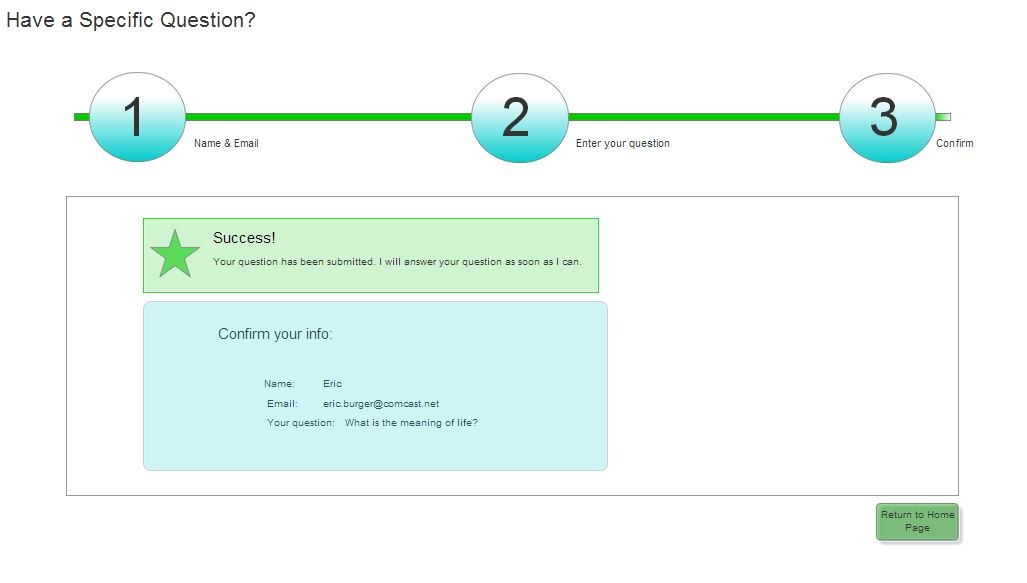 Have a Specific Question?
1
2
3
Name & Email
Enter your question
Confirm
Success!
Your question has been submitted. I will answer your question as soon as I can.
Confirm your info:
Name: Eric
Email: eric.burger@comcast.net
Your question: What is the meaning of life?
Return to Home
Page